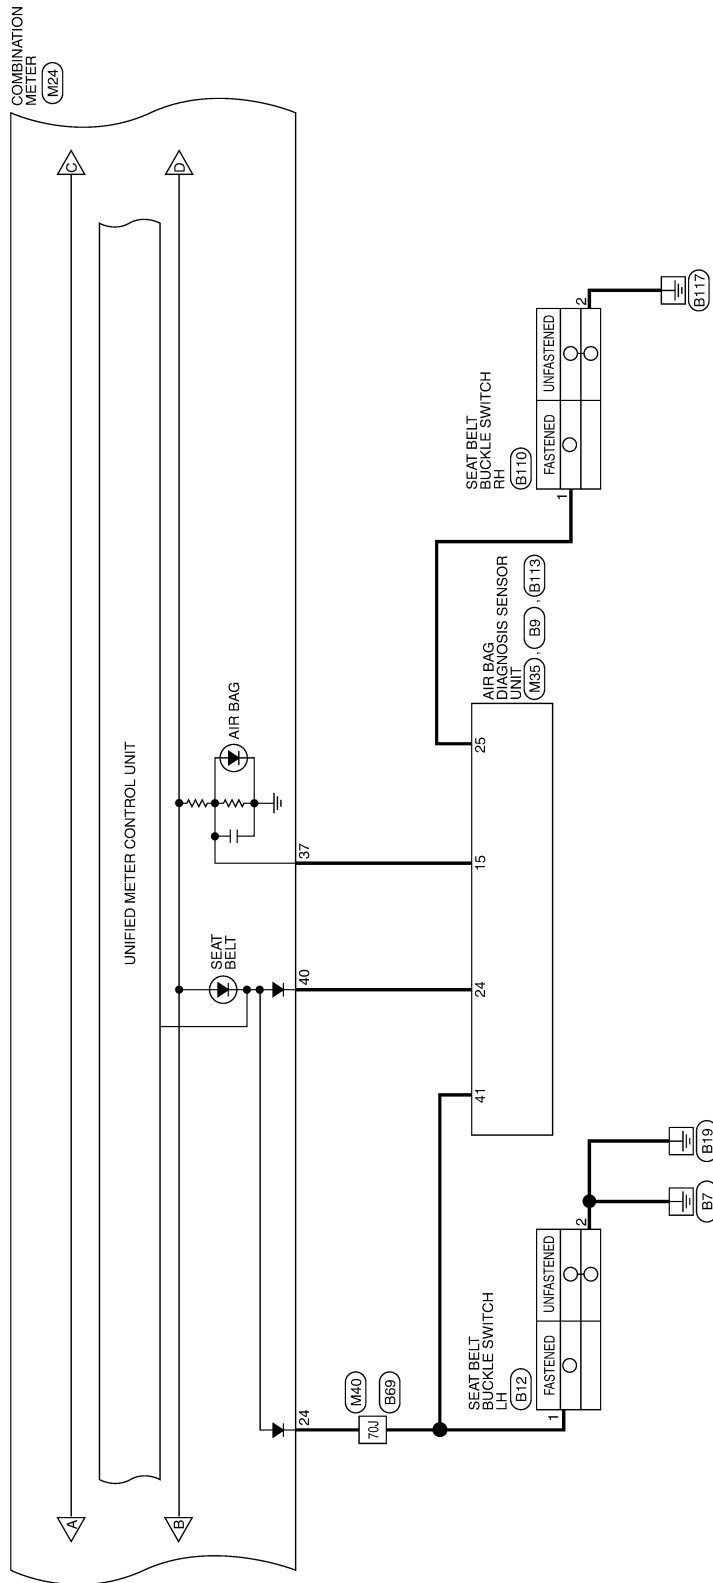 COMBINATION
METER
M24
A
C
B
D
UNIFIED METER CONTROL UNIT
SEAT
BELT
AIR BAG
24
40
37
M40
B69
70J
41
24
15
25
AIR BAG
DIAGNOSIS SENSOR
UNIT
M35 , B9 , B113
SEAT BELT
BUCKLE SWITCH
LH
B12
1
FASTENED
UNFASTENED
2
B7
B19
SEAT BELT
BUCKLE SWITCH
RH
B110
1
FASTENED
UNFASTENED
2
B117